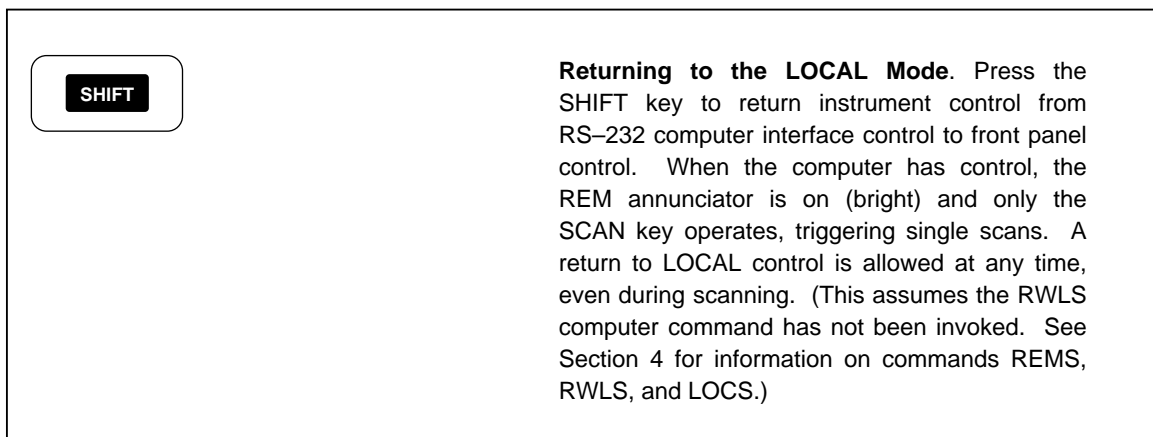 SHIFT
Returning to the LOCAL Mode. Press the
SHIFT key to return instrument control from
RS–232 computer interface control to front panel
control. When the computer has control, the
REM annunciator is on (bright) and only the
SCAN key operates, triggering single scans. A
return to LOCAL control is allowed at any time,
even during scanning. (This assumes the RWLS
computer command has not been invoked. See
Section 4 for information on commands REMS,
RWLS, and LOCS.)